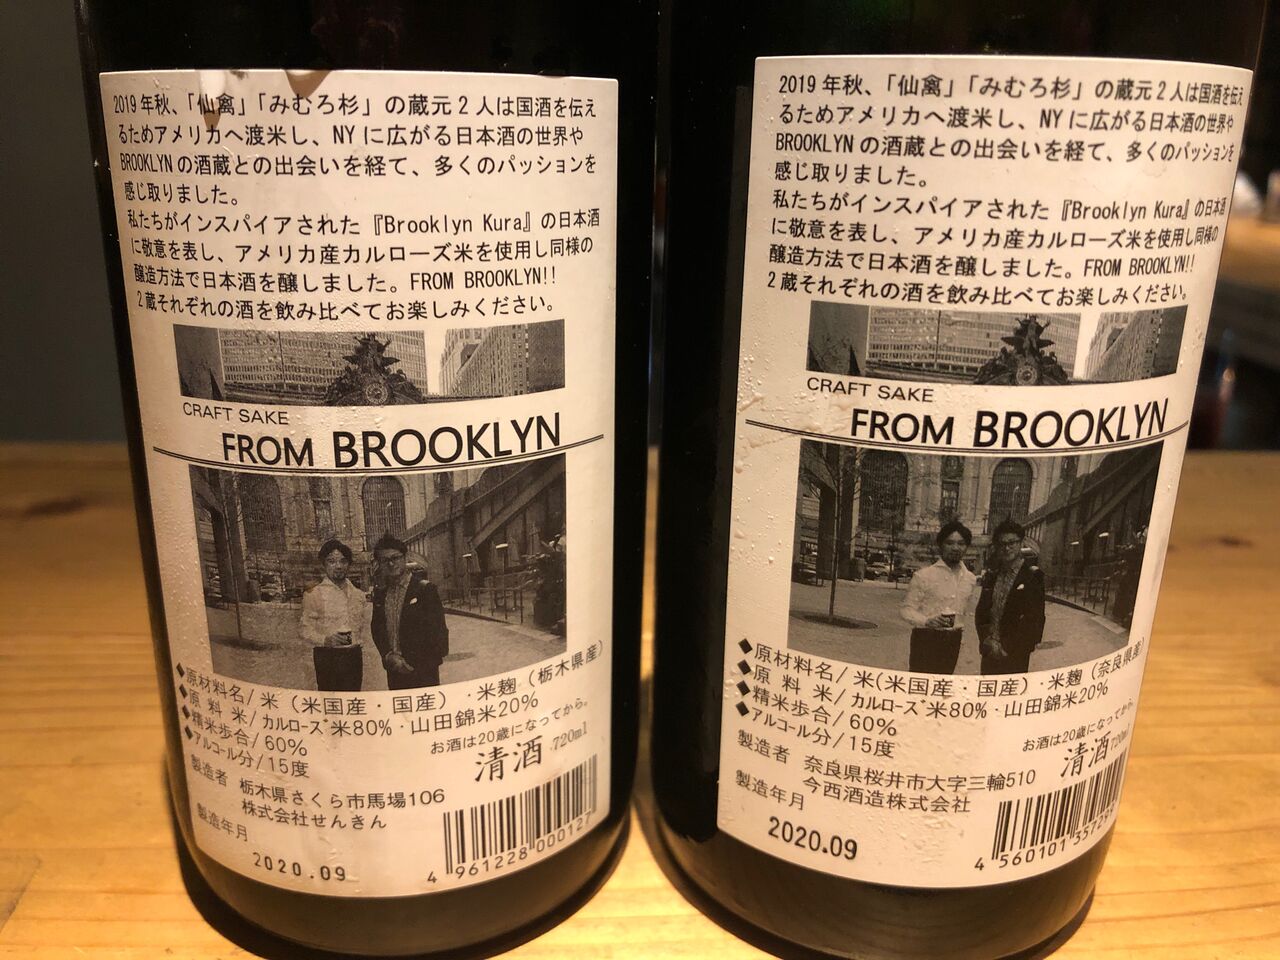 2019年秋、「仙禽」「みむろ杉」の蔵元2人は国酒を伝え
るためアメリカへ渡米し、NYに広がる日本酒の世界や
BROOKLYNの酒蔵との出会いを経て、多くのパッションを
感じ取りました。
私たちがインスパイアされた『Brooklyn Kura』の日本酒
に敬意を表し、アメリカ産カルローズ米を使用し同様の
醸造方法で日本酒を醸しました。FROM BROOKLYN!!
2蔵それぞれの酒を飲み比べてお楽しみください。
CRAFT SAKE
FROM BROOKLYN
◆原材料名/米(米国産・国産)・米麹(栃木県産)
◆原料米/カルローズ米80%・山田錦米20%
◆精米歩合/60%
◆アルコール分/15度
お酒は20歳になってから。
清酒 720ml
製造者 栃木県さくら市馬場106
株式会社せんきん
製造年月
2020.09
4 961228 000127
2019年秋、「仙禽」「みむろ杉」の蔵元2人は国酒を伝え
るためアメリカへ渡米し、NYに広がる日本酒の世界や
BROOKLYNの酒蔵との出会いを経て、多くのパッションを
感じ取りました。
私たちがインスパイアされた『Brooklyn Kura』の日本酒
に敬意を表し、アメリカ産カルローズ米を使用し同様の
醸造方法で日本酒を醸しました。FROM BROOKLYN!!
2蔵それぞれの酒を飲み比べてお楽しみください。
CRAFT SAKE
FROM BROOKLYN
◆原材料名/米(米国産・国産)・米麹(奈良県産)
◆原料米/カルローズ米80%・山田錦米20%
◆精米歩合/60%
◆アルコール分/15度
お酒は20歳になってから。
清酒 720ml
製造者 奈良県桜井市大字三輪510
今西酒造株式会社
製造年月
2020.09
4 560101